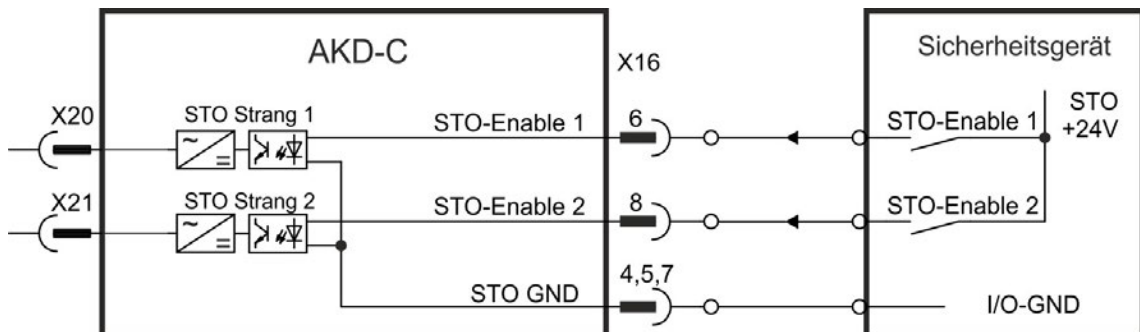 AKD-C
X16
Sicherheitsgerät
X20
STO Strang 1
STO-Enable 1
6
STO-Enable 1
STO
+24V
X21
STO Strang 2
STO-Enable 2
8
STO-Enable 2
STO GND
4,5,7
I/O-GND